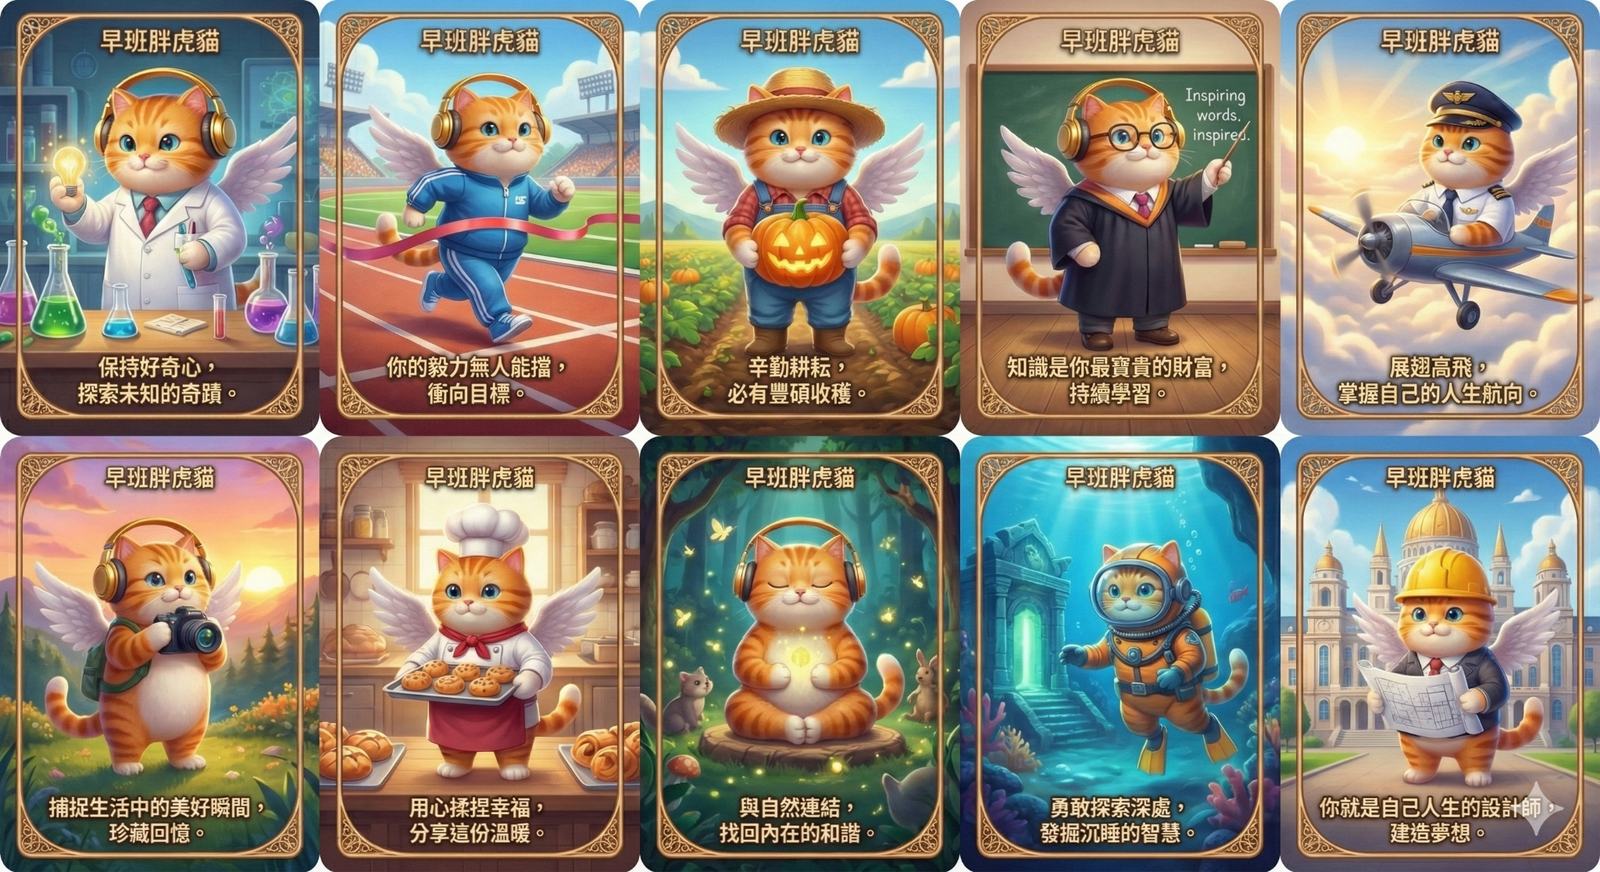 早班胖虎貓
保持好奇心，
探索未知的奇蹟。
早班胖虎貓
你的毅力無人能擋，
衝向目標。
早班胖虎貓
辛勤耕耘，
必有豐碩收穫。
早班胖虎貓
Inspiring
words.
inspired.
知識是你最寶貴的財富，
持續學習。
早班胖虎貓
展翅高飛，
掌握自己的人生航向。
早班胖虎貓
捕捉生活中的美好瞬間，
珍藏回憶。
早班胖虎貓
用心揉捏幸福，
分享這份溫暖。
早班胖虎貓
與自然連結，
找回內在的和諧。
早班胖虎貓
勇敢探索深處，
發掘沉睡的智慧。
早班胖虎貓
你就是自己人生的設計師，
建造夢想。